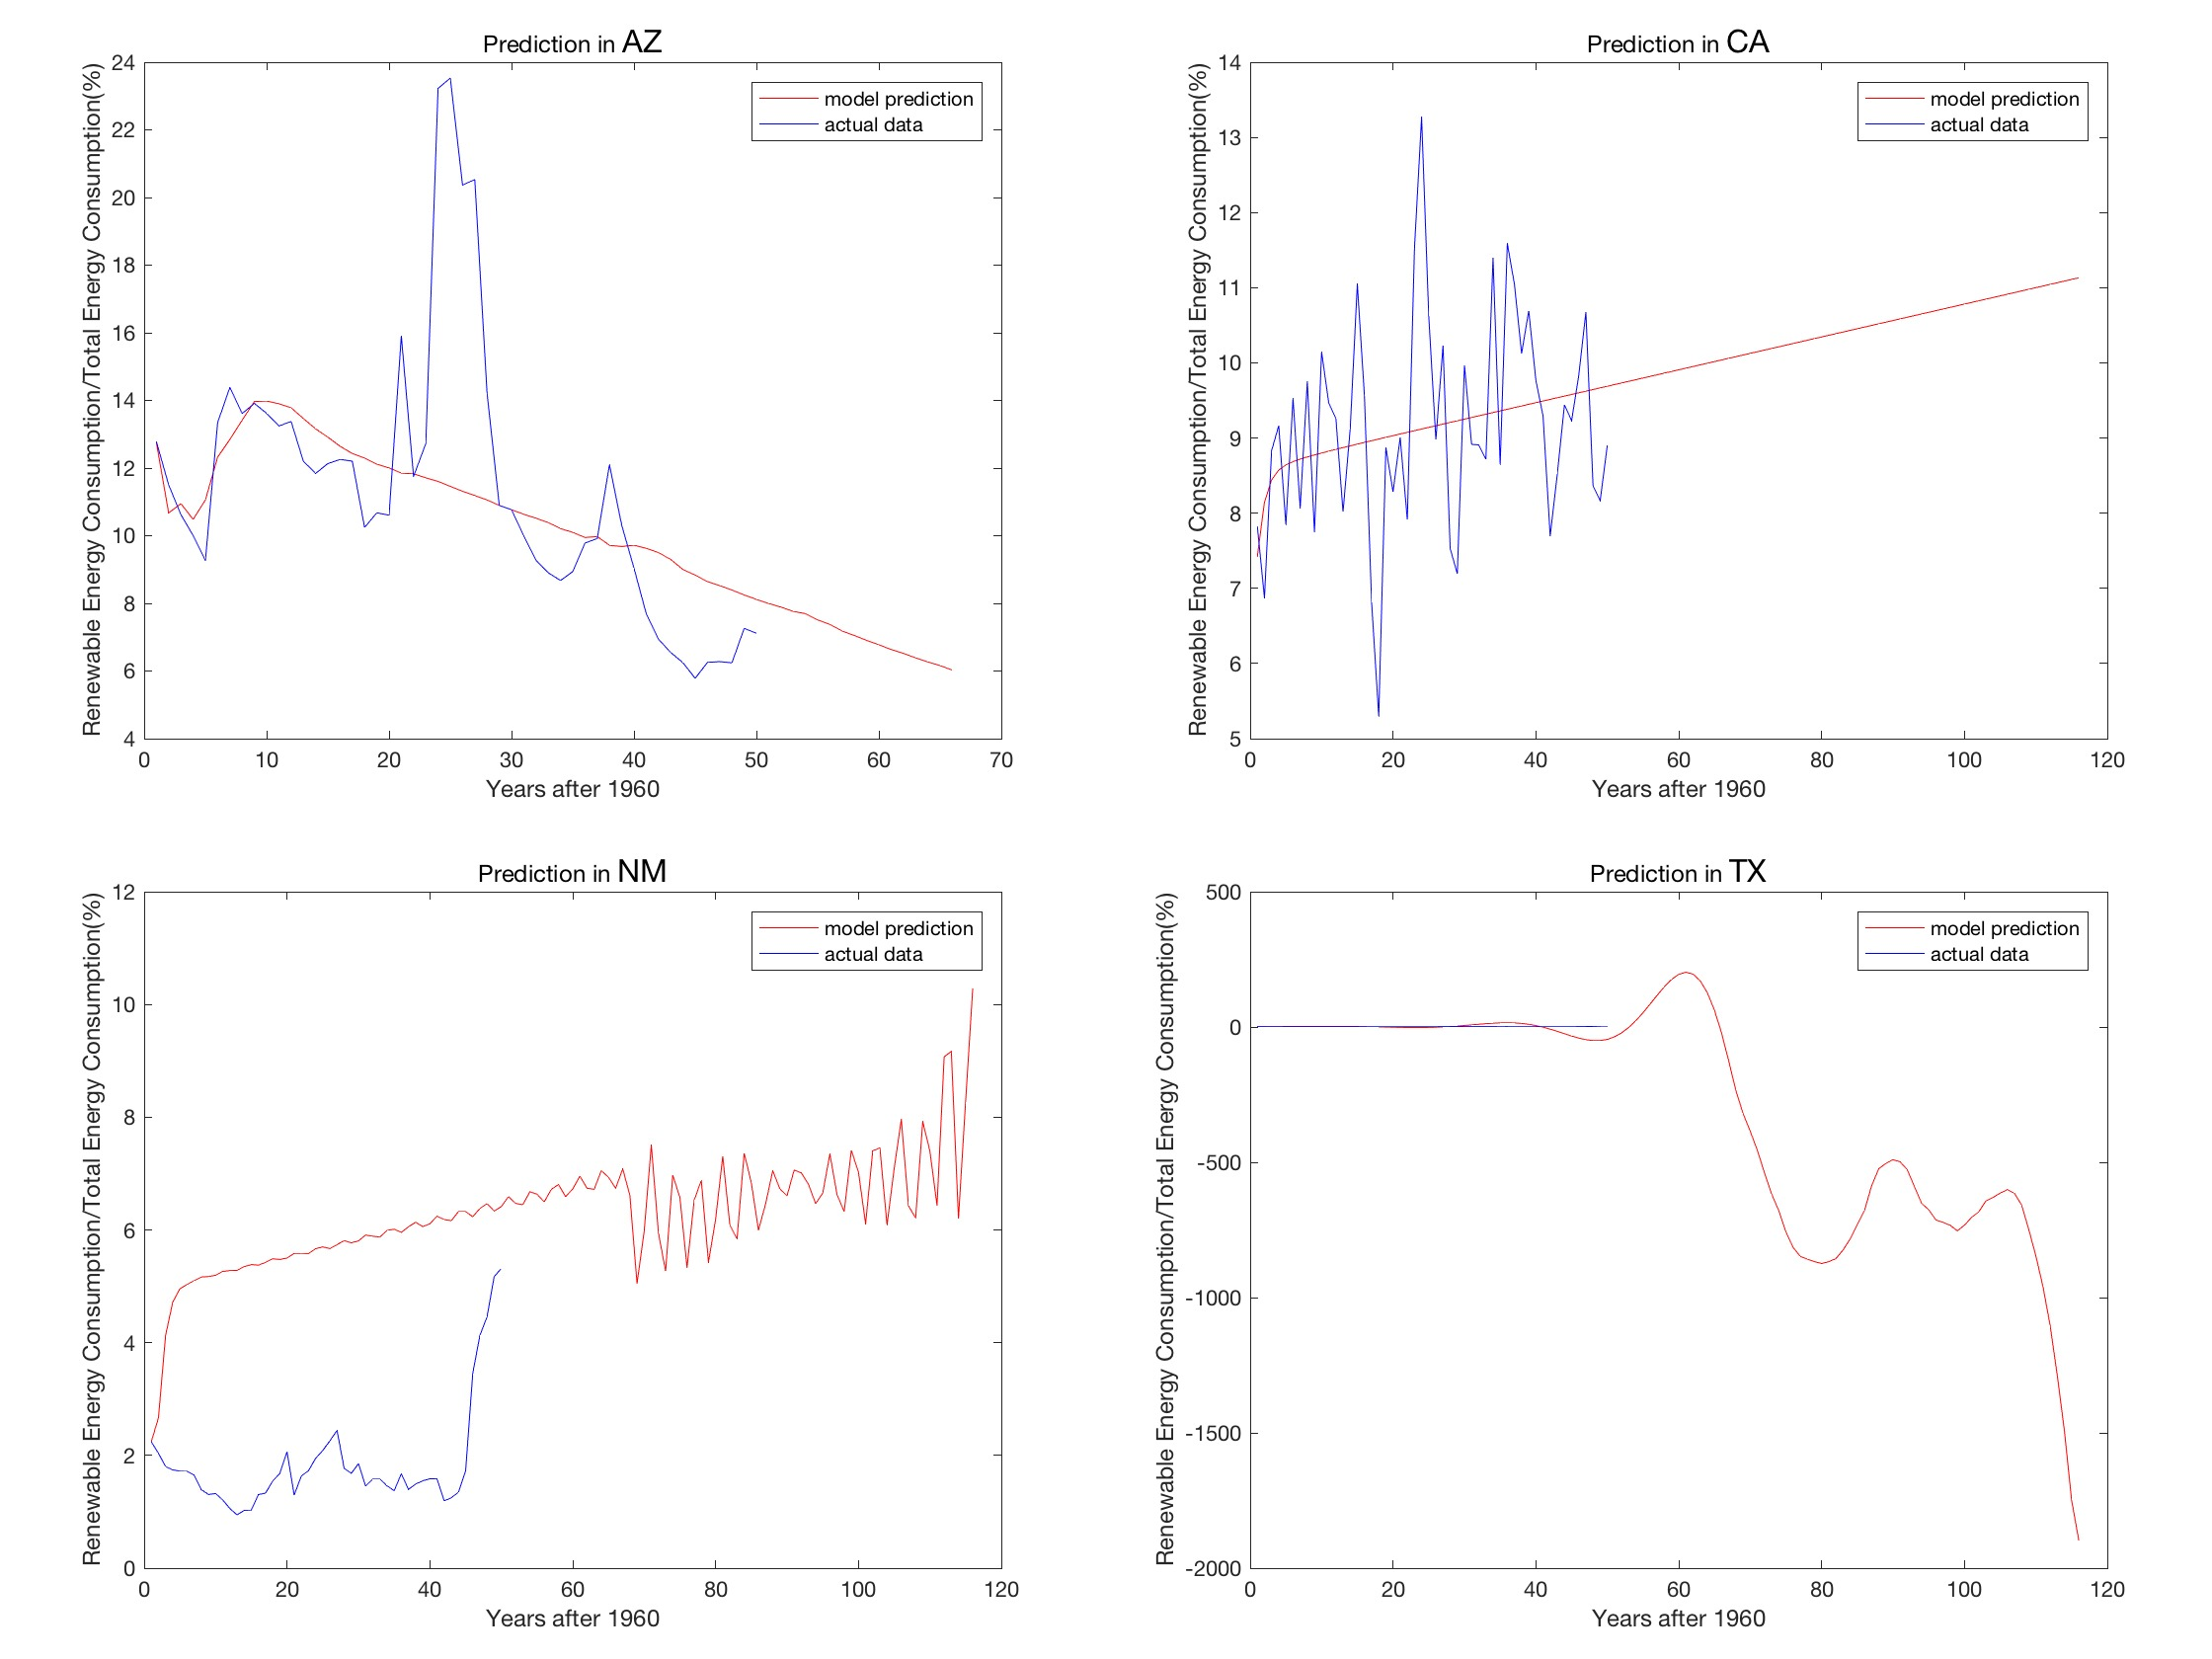 Prediction in AZ
Renewable Energy Consumption/Total Energy Consumption(%)
24
22
20
18
16
14
12
10
8
6
4
model prediction
actual data
0 10 20 30 40 50 60 70
Years after 1960
Prediction in CA
Renewable Energy Consumption/Total Energy Consumption(%)
14
13
12
11
10
9
8
7
6
5
model prediction
actual data
0 20 40 60 80 100 120
Years after 1960
Prediction in NM
Renewable Energy Consumption/Total Energy Consumption(%)
12
10
8
6
4
2
0
model prediction
actual data
0 20 40 60 80 100 120
Years after 1960
Prediction in TX
Renewable Energy Consumption/Total Energy Consumption(%)
500
0
-500
-1000
-1500
-2000
model prediction
actual data
0 20 40 60 80 100 120
Years after 1960